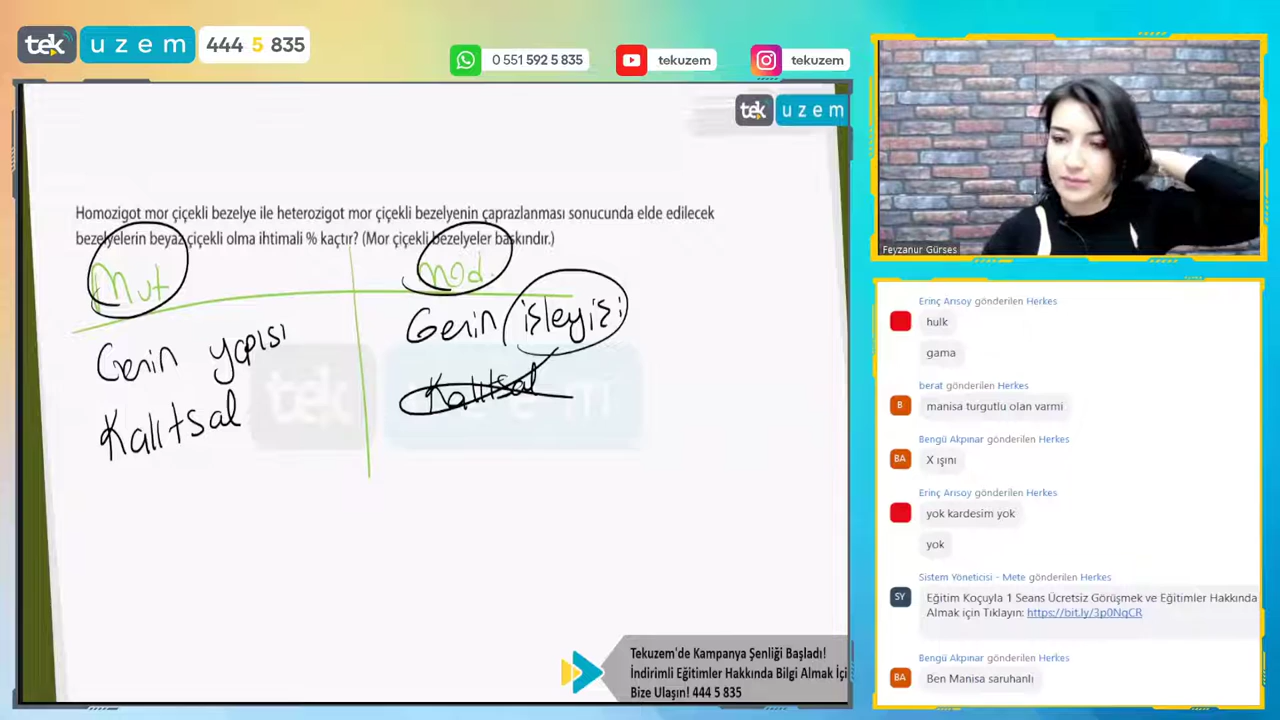 tek uzem 444 5 835
0 551 592 5 835
tekuzem
tekuzem
tek uzem
Homozigot mor çiçekli bezelye ile heterozigot mor çiçekli bezelyenin çaprazlanması sonucunda elde edilecek
bezelyelerin beyaz çiçekli olma ihtimali % kaçtır? (Mor çiçekli bezelyeler baskındır.)
Mut
mod.
Genin yapısı
Genin işleyişi
Kalıtsal
Kalıtsal
tek
Tekuzem'de Kampanya Şenliği Başladı!
İndirimli Eğitimler Hakkında Bilgi Almak İçi
Bize Ulaşın! 444 5 835
Feyzanur Gürses
Erinç Arısoy gönderilen Herkes
hulk
gama
berat gönderilen Herkes
B
manisa turgutlu olan varmi
Bengü Akpınar gönderilen Herkes
BA
X ışını
Erinç Arısoy gönderilen Herkes
yok kardesim yok
yok
Sistem Yöneticisi - Mete gönderilen Herkes
SY
Eğitim Koçuyla 1 Seans Ücretsiz Görüşmek ve Eğitimler Hakkında
Almak için Tıklayın: https://bit.ly/3p0NqCR
Bengü Akpınar gönderilen Herkes
BA
Ben Manisa saruhanlı